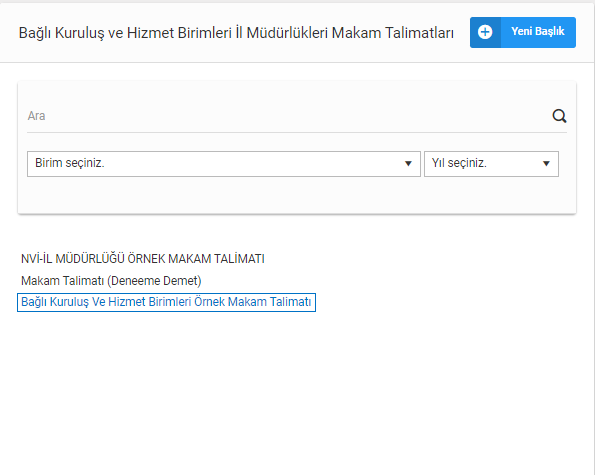 Bağlı Kuruluş ve Hizmet Birimleri İl Müdürlükleri Makam Talimatları
Yeni Başlık
Ara
Birim seçiniz.
Yıl seçiniz.
NVİ-İL MÜDÜRLÜĞÜ ÖRNEK MAKAM TALİMATI
Makam Talimatı (Deneeme Demet)
Bağlı Kuruluş Ve Hizmet Birimleri Örnek Makam Talimatı